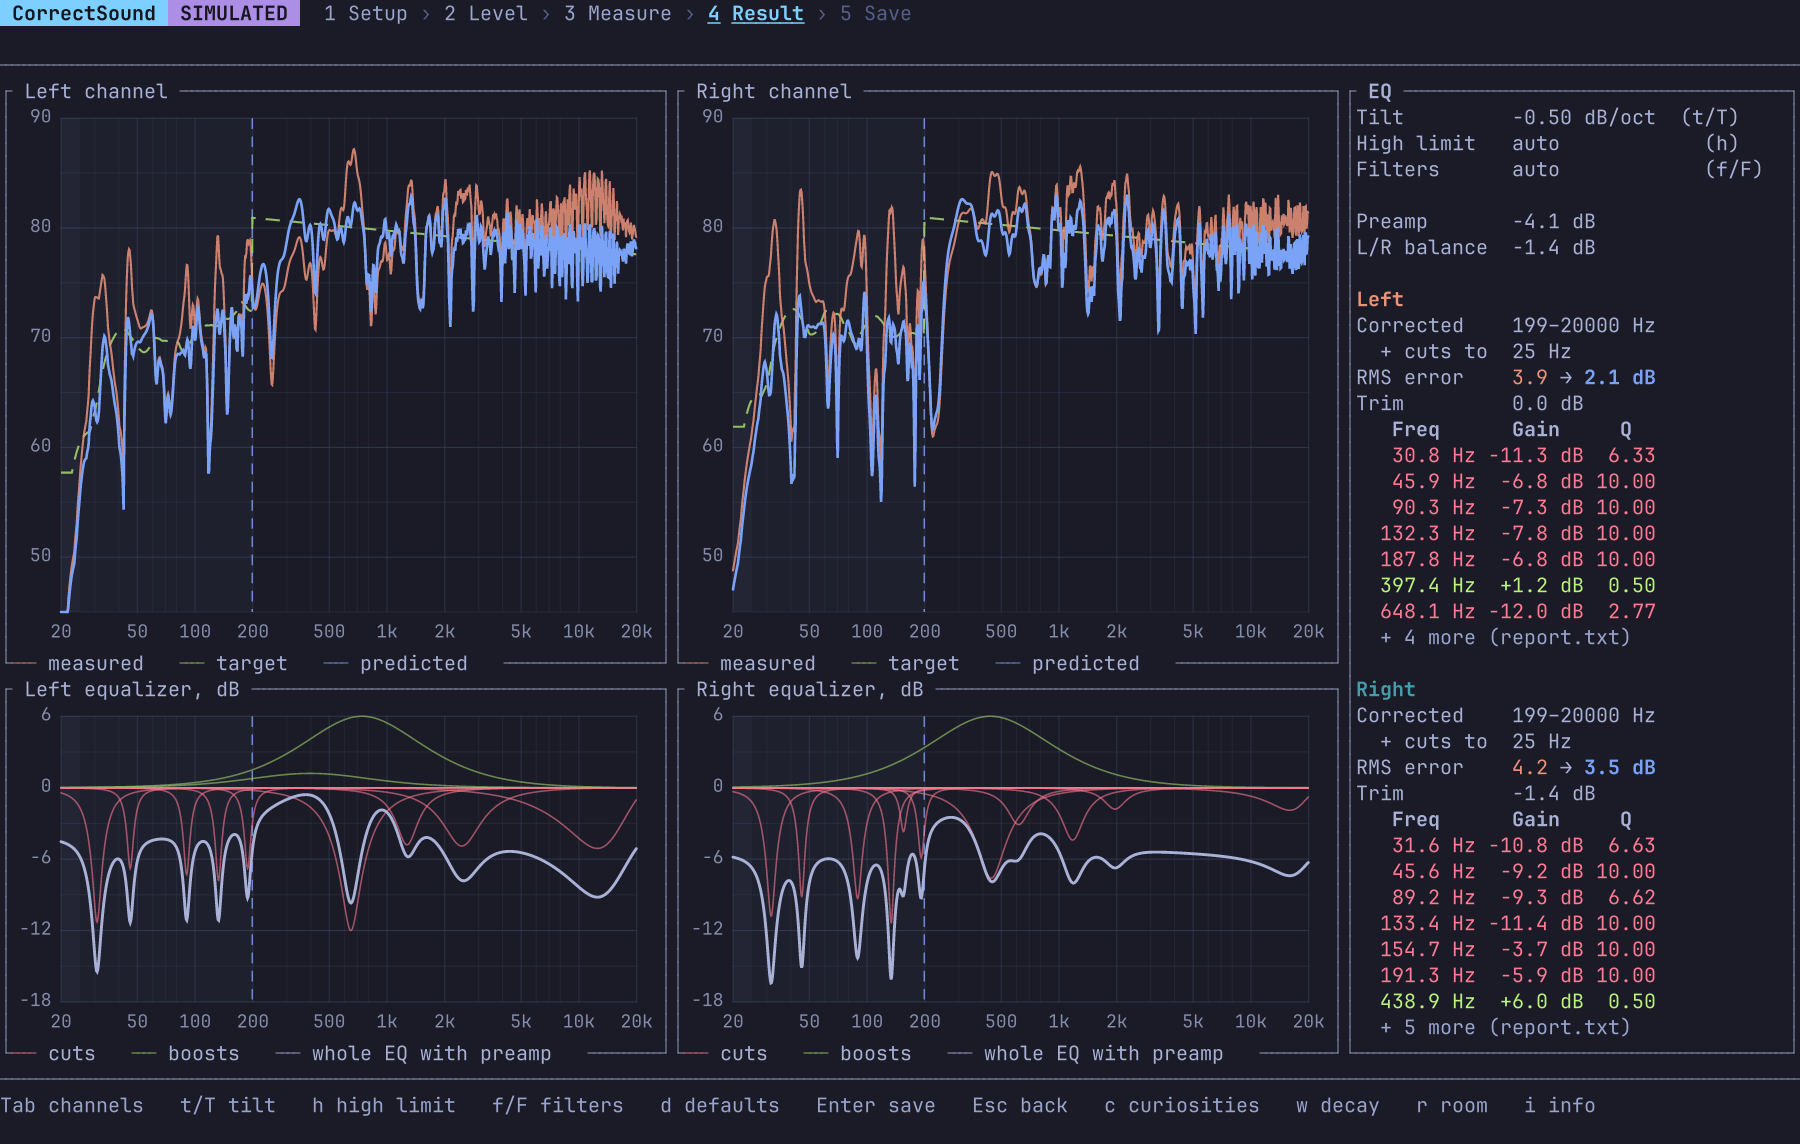 CorrectSound SIMULATED 1 Setup › 2 Level › 3 Measure › 4 Result › 5 Save
Left channel
90
80
70
60
50
20 50 100 200 500 1k 2k 5k 10k 20k
measured target predicted
Right channel
90
80
70
60
50
20 50 100 200 500 1k 2k 5k 10k 20k
measured target predicted
Left equalizer, dB
6
0
-6
-12
-18
20 50 100 200 500 1k 2k 5k 10k 20k
cuts boosts whole EQ with preamp
Right equalizer, dB
6
0
-6
-12
-18
20 50 100 200 500 1k 2k 5k 10k 20k
cuts boosts whole EQ with preamp
EQ
Tilt -0.50 dB/oct (t/T)
High limit auto (h)
Filters auto (f/F)
Preamp -4.1 dB
L/R balance -1.4 dB
Left
Corrected 199–20000 Hz
+ cuts to 25 Hz
RMS error 3.9 → 2.1 dB
Trim 0.0 dB
Freq Gain Q
30.8 Hz -11.3 dB 6.33
45.9 Hz -6.8 dB 10.00
90.3 Hz -7.3 dB 10.00
132.3 Hz -7.8 dB 10.00
187.8 Hz -6.8 dB 10.00
397.4 Hz +1.2 dB 0.50
648.1 Hz -12.0 dB 2.77
+ 4 more (report.txt)
Right
Corrected 199–20000 Hz
+ cuts to 25 Hz
RMS error 4.2 → 3.5 dB
Trim -1.4 dB
Freq Gain Q
31.6 Hz -10.8 dB 6.63
45.6 Hz -9.2 dB 10.00
89.2 Hz -9.3 dB 6.62
133.4 Hz -11.4 dB 10.00
154.7 Hz -3.7 dB 10.00
191.3 Hz -5.9 dB 10.00
438.9 Hz +6.0 dB 0.50
+ 5 more (report.txt)
Tab channels t/T tilt h high limit f/F filters d defaults Enter save Esc back c curiosities w decay r room i info